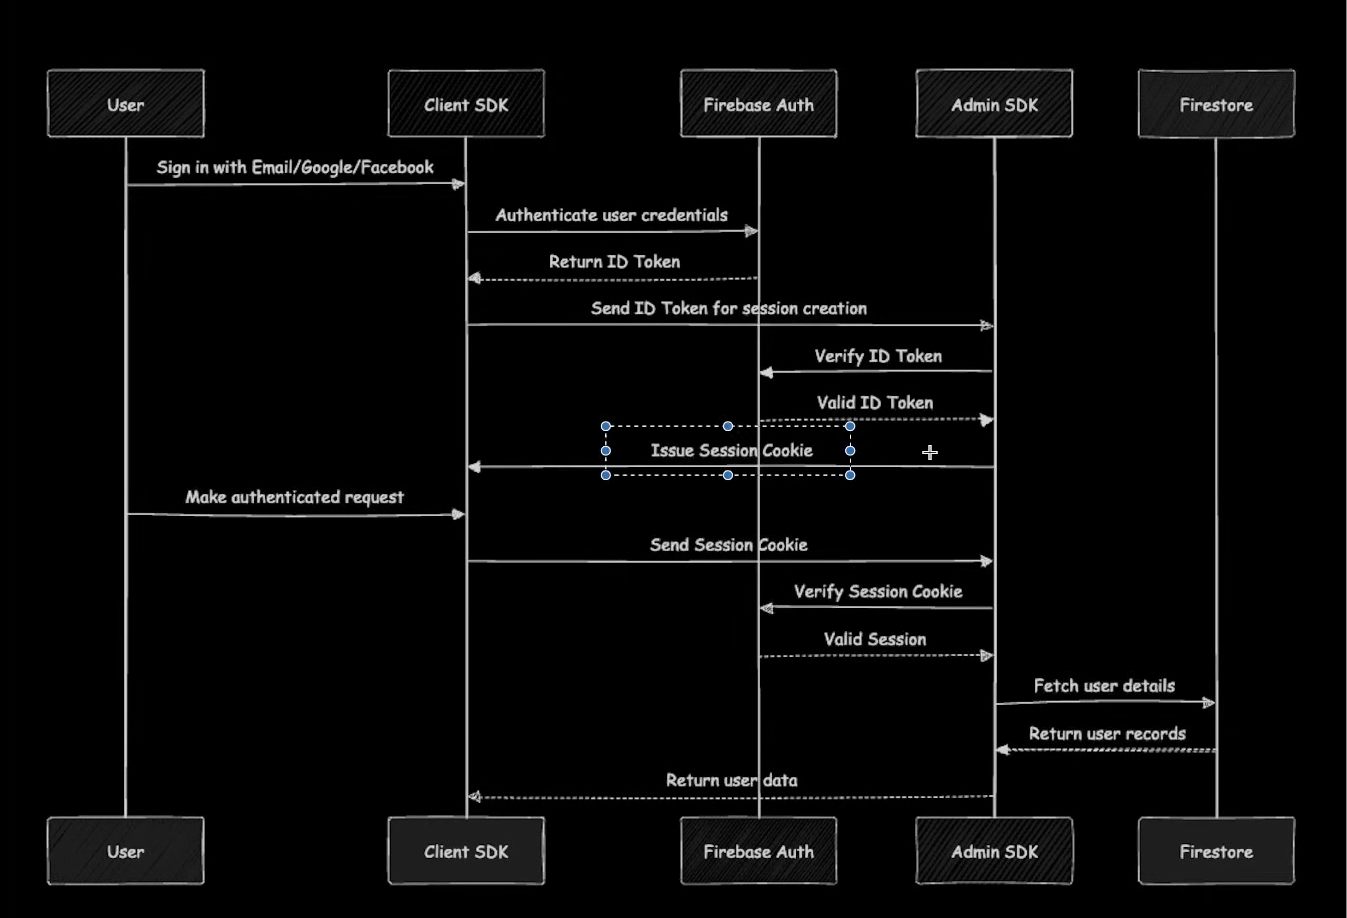 User
Client SDK
Firebase Auth
Admin SDK
Firestore
Sign in with Email/Google/Facebook
Authenticate user credentials
Return ID Token
Send ID Token for session creation
Verify ID Token
Valid ID Token
Issue Session Cookie
Make authenticated request
Send Session Cookie
Verify Session Cookie
Valid Session
Fetch user details
Return user records
Return user data
User
Client SDK
Firebase Auth
Admin SDK
Firestore